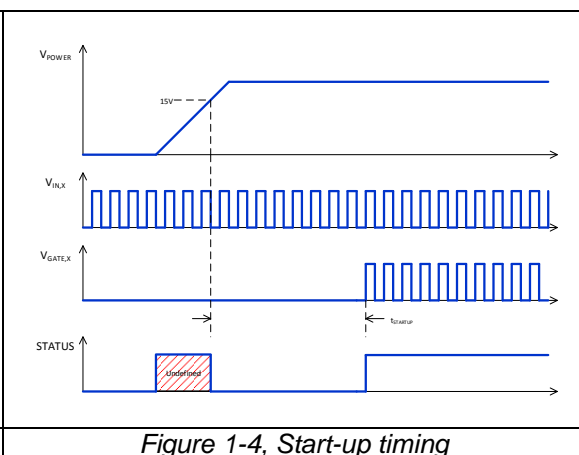 VPOWER
15V
VIN,X
VGATE,X
tSTARTUP
STATUS
Undefined
Figure 1-4, Start-up timing